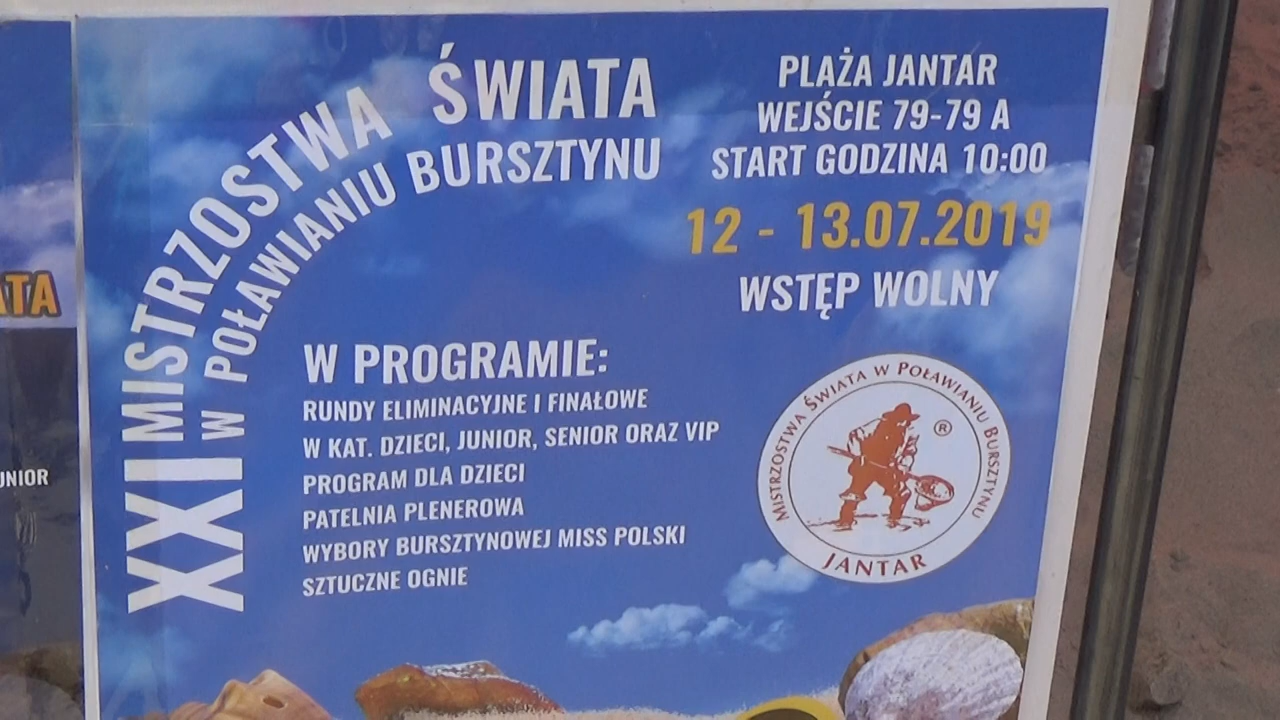 XXI MISTRZOSTWA ŚWIATA
W POŁAWIANIU BURSZTYNU
PLAŻA JANTAR
WEJŚCIE 79-79 A
START GODZINA 10:00
12 - 13.07.2019
WSTĘP WOLNY
W PROGRAMIE:
RUNDY ELIMINACYJNE I FINAŁOWE
W KAT. DZIECI, JUNIOR, SENIOR ORAZ VIP
PROGRAM DLA DZIECI
PATELNIA PLENEROWA
WYBORY BURSZTYNOWEJ MISS POLSKI
SZTUCZNE OGNIE
MISTRZOSTWA ŚWIATA W POŁAWIANIU BURSZTYNU
®
JANTAR
ATA
UNIOR